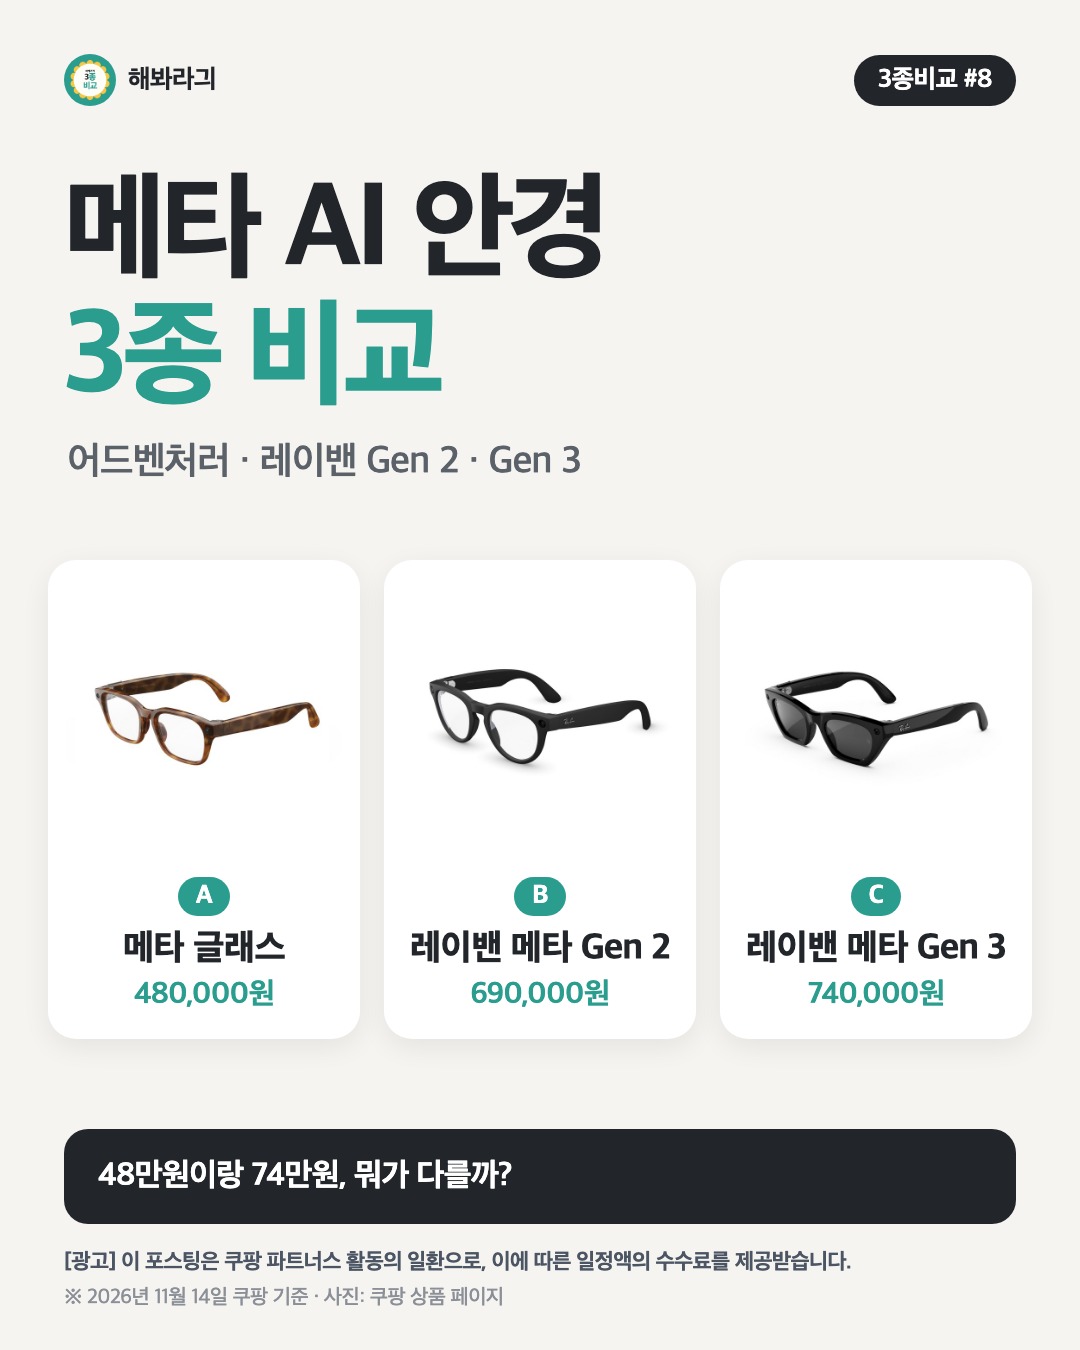 3종
비교
해봐라긔
3종비교 #8
메타 AI 안경
3종 비교
어드벤처러 · 레이밴 Gen 2 · Gen 3
A
메타 글래스
480,000원
B
레이밴 메타 Gen 2
690,000원
C
레이밴 메타 Gen 3
740,000원
48만원이랑 74만원, 뭐가 다를까?
[광고] 이 포스팅은 쿠팡 파트너스 활동의 일환으로, 이에 따른 일정액의 수수료를 제공받습니다.
※ 2026년 11월 14일 쿠팡 기준 · 사진: 쿠팡 상품 페이지